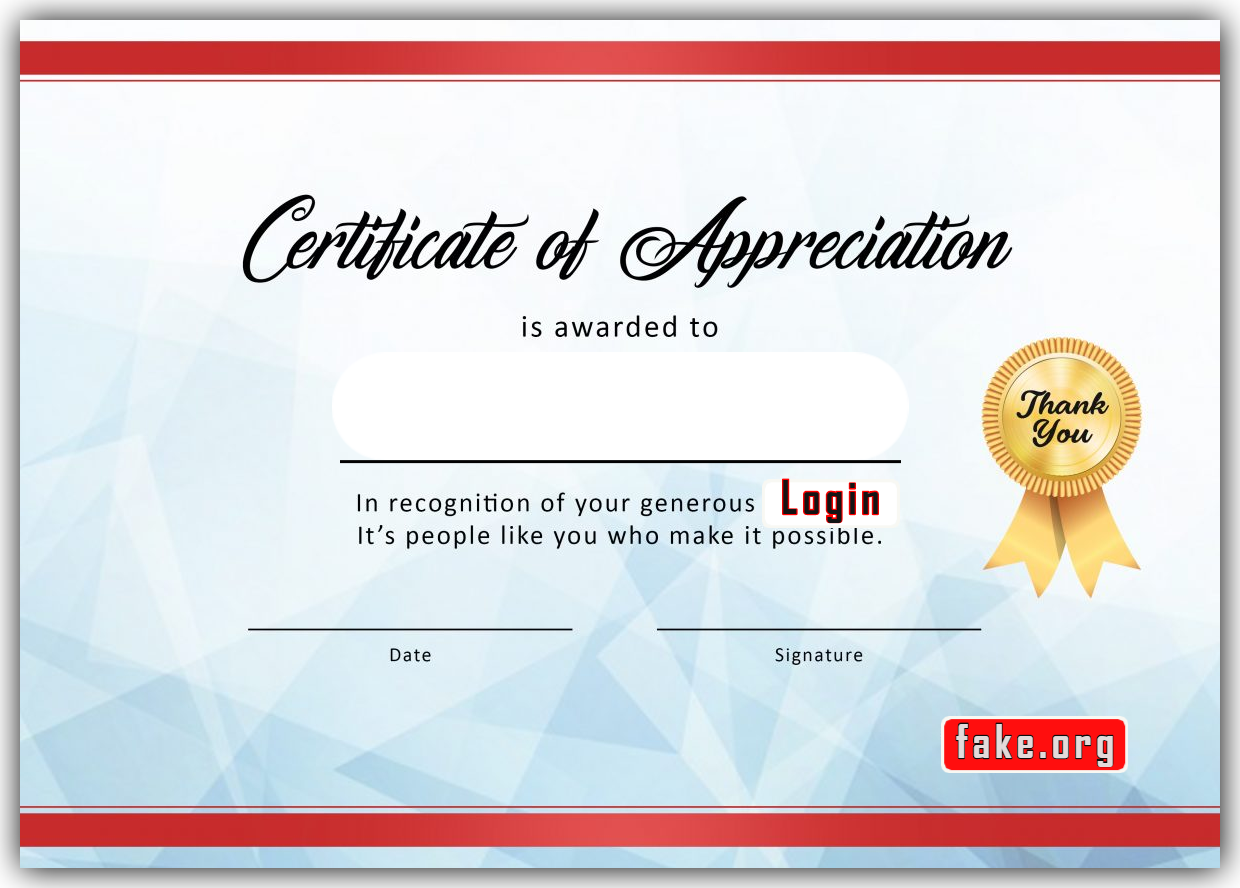 Certificate of Appreciation
is awarded to
Thank
You
In recognition of your generous Login
It’s people like you who make it possible.
Date
Signature
fake.org